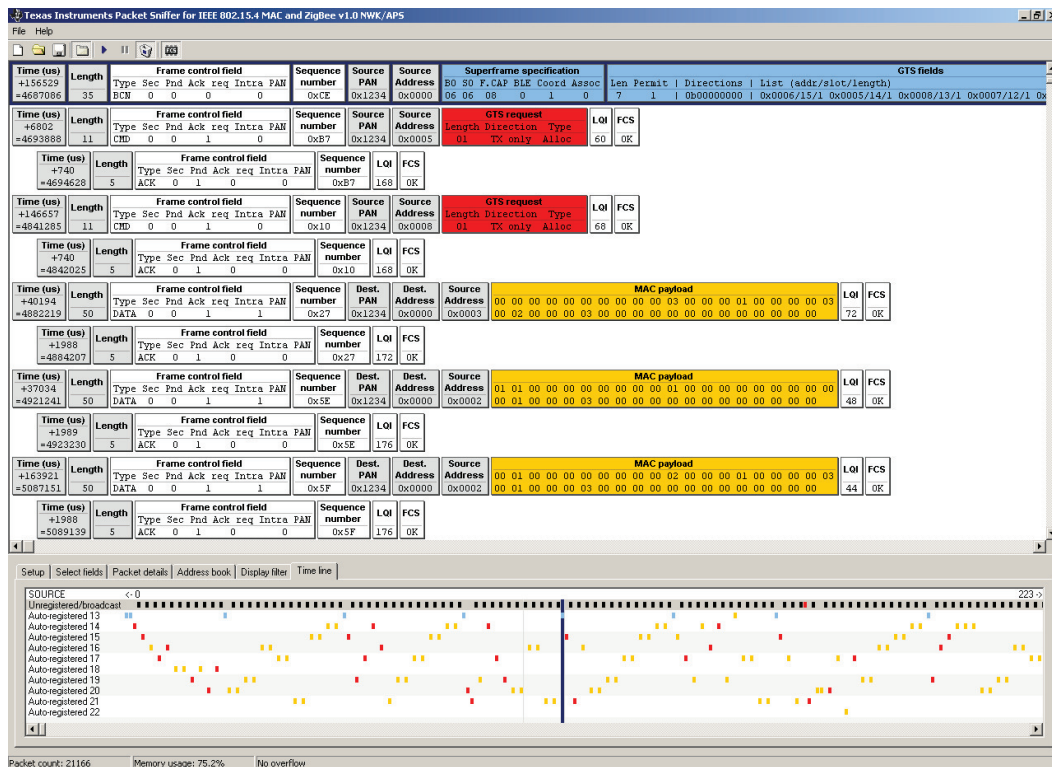 Texas Instruments Packet Sniffer for IEEE 802.15.4 MAC and ZigBee v1.0 NWK/APS
File Help
Time (us) Length Frame control field Sequence number Source PAN Source Address Superframe specification GTS fields
+156529 Type Sec Pnd Ack req Intra PAN BO SO F.CAP BLE Coord Assoc Len Permit | Directions | List (addr/slot/length)
=4687086 35 BCN 0 0 0 0 0xCE 0x1234 0x0000 06 06 08 0 1 0 7 1 | 0b00000000 | 0x0006/15/1 0x0005/14/1 0x0008/13/1 0x0007/12/1
Time (us) Length Frame control field Sequence number Source PAN Source Address GTS request LQI FCS
+6802 Type Sec Pnd Ack req Intra PAN Length Direction Type
=4693888 11 CMD 0 0 1 0 0xB7 0x1234 0x0005 01 TX only Alloc 60 OK
Time (us) Length Frame control field Sequence number LQI FCS
+740 Type Sec Pnd Ack req Intra PAN
=4694628 5 ACK 0 1 0 0 0xB7 168 OK
Time (us) Length Frame control field Sequence number Source PAN Source Address GTS request LQI FCS
+146657 Type Sec Pnd Ack req Intra PAN Length Direction Type
=4841285 11 CMD 0 0 1 0 0x10 0x1234 0x0008 01 TX only Alloc 68 OK
Time (us) Length Frame control field Sequence number LQI FCS
+740 Type Sec Pnd Ack req Intra PAN
=4842025 5 ACK 0 1 0 0 0x10 168 OK
Time (us) Length Frame control field Sequence number Dest. PAN Dest. Address Source Address MAC payload LQI FCS
+40194 Type Sec Pnd Ack req Intra PAN 00 00 00 00 00 00 00 00 00 00 03 00 00 00 01 00 00 00 00 03
=4882219 50 DATA 0 0 1 1 0x27 0x1234 0x0000 0x0003 00 02 00 00 00 03 00 00 00 00 00 00 00 00 00 00 00 00 00 72 OK
Time (us) Length Frame control field Sequence number LQI FCS
+1988 Type Sec Pnd Ack req Intra PAN
=4884207 5 ACK 0 1 0 0 0x27 172 OK
Time (us) Length Frame control field Sequence number Dest. PAN Dest. Address Source Address MAC payload LQI FCS
+37034 Type Sec Pnd Ack req Intra PAN 01 01 00 00 00 00 00 00 00 00 01 00 00 00 00 00 00 00 00 00
=4921241 50 DATA 0 0 1 1 0x5E 0x1234 0x0000 0x0002 00 01 00 00 00 03 00 00 00 00 00 00 00 00 00 00 00 00 00 48 OK
Time (us) Length Frame control field Sequence number LQI FCS
+1989 Type Sec Pnd Ack req Intra PAN
=4923230 5 ACK 0 1 0 0 0x5E 176 OK
Time (us) Length Frame control field Sequence number Dest. PAN Dest. Address Source Address MAC payload LQI FCS
+163921 Type Sec Pnd Ack req Intra PAN 00 01 00 00 00 00 00 00 00 00 02 00 00 00 01 00 00 00 00 03
=5087151 50 DATA 0 0 1 1 0x5F 0x1234 0x0000 0x0002 00 01 00 00 00 03 00 00 00 00 00 00 00 00 00 00 00 00 00 44 OK
Time (us) Length Frame control field Sequence number LQI FCS
+1988 Type Sec Pnd Ack req Intra PAN
=5089139 5 ACK 0 1 0 0 0x5F 176 OK
Setup Select fields Packet details Address book Display filter Time line
SOURCE <- 0 223 ->
Unregistered/broadcast
Auto-registered 13
Auto-registered 14
Auto-registered 15
Auto-registered 16
Auto-registered 17
Auto-registered 18
Auto-registered 19
Auto-registered 20
Auto-registered 21
Auto-registered 22
Packet count: 21166 Memory usage: 75.2% No overflow